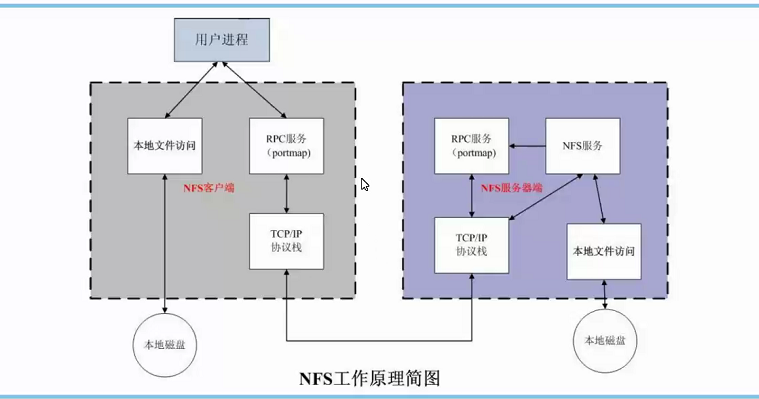 用户进程
本地文件访问
RPC服务
（portmap)
NFS客户端
TCP/IP
协议栈
本地磁盘
RPC服务
（portmap)
NFS服务
NFS服务器端
TCP/IP
协议栈
本地文件访问
本地磁盘
NFS工作原理简图